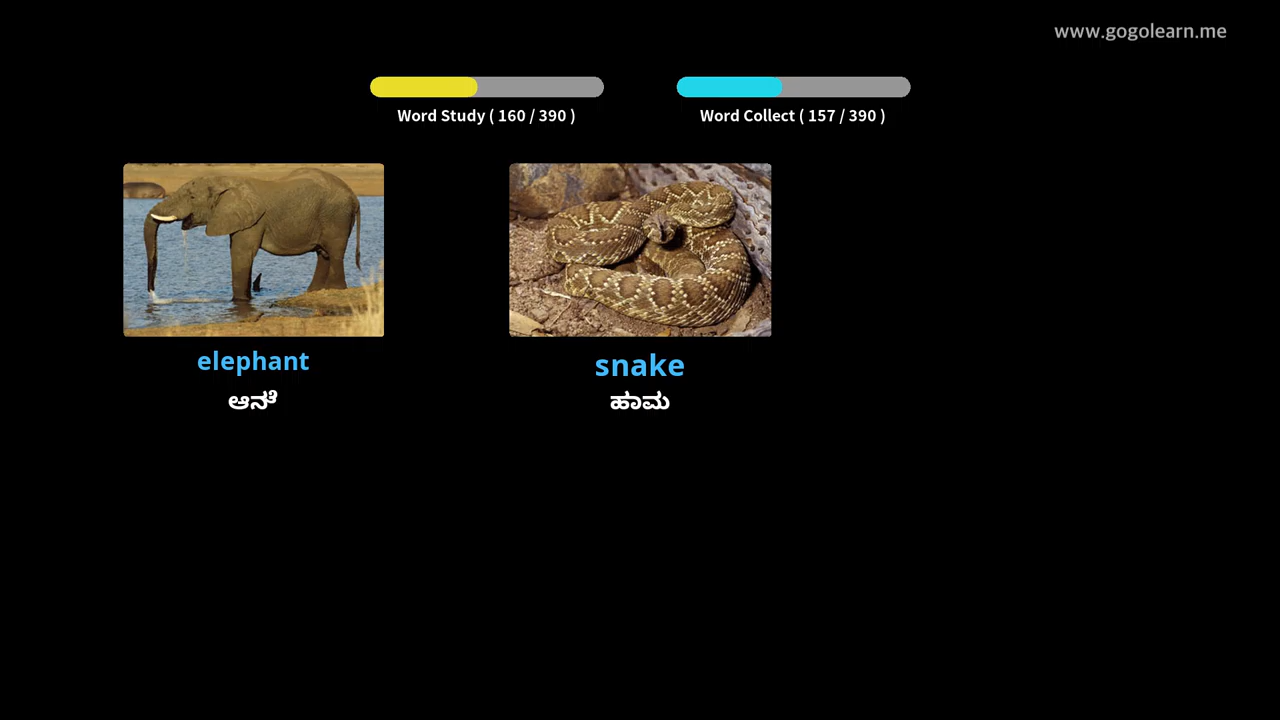 www.gogolearn.me
Word Study ( 160 / 390 )
Word Collect ( 157 / 390 )
elephant
ಆನೆ
snake
ಹಾವು